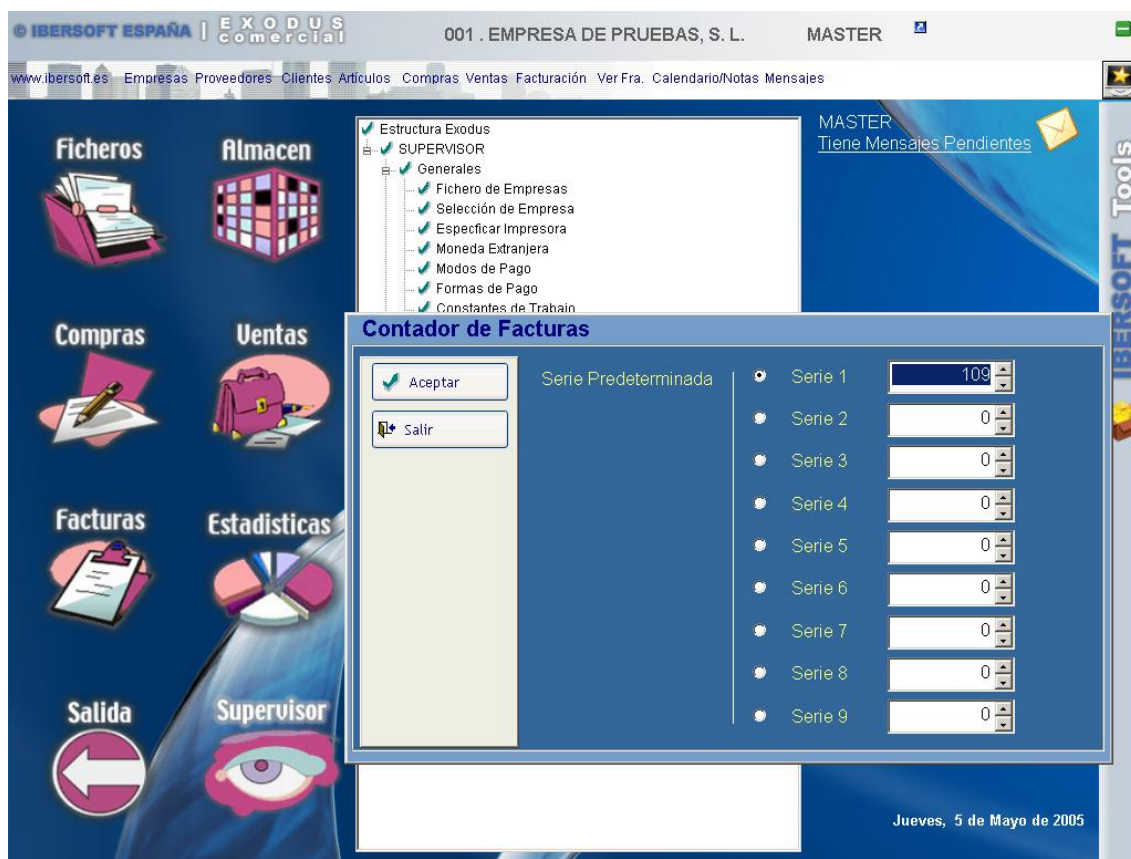 © IBERSOFT ESPAÑA | EXODUS comercial
001 . EMPRESA DE PRUEBAS, S. L. MASTER
www.ibersoft.es Empresas Proveedores Clientes Artículos Compras Ventas Facturación Ver Fra. Calendario/Notas Mensajes
Ficheros
Almacen
Compras
Ventas
Facturas
Estadisticas
Salida
Supervisor
Estructura Exodus
SUPERVISOR
Generales
Fichero de Empresas
Selección de Empresa
Especficar Impresora
Moneda Extranjera
Modos de Pago
Formas de Pago
Constantes de Trabajo
MASTER
Tiene Mensajes Pendientes
IBERSOFT Tools
Contador de Facturas
Aceptar
Salir
Serie Predeterminada
Serie 1 109
Serie 2 0
Serie 3 0
Serie 4 0
Serie 5 0
Serie 6 0
Serie 7 0
Serie 8 0
Serie 9 0
Jueves, 5 de Mayo de 2005